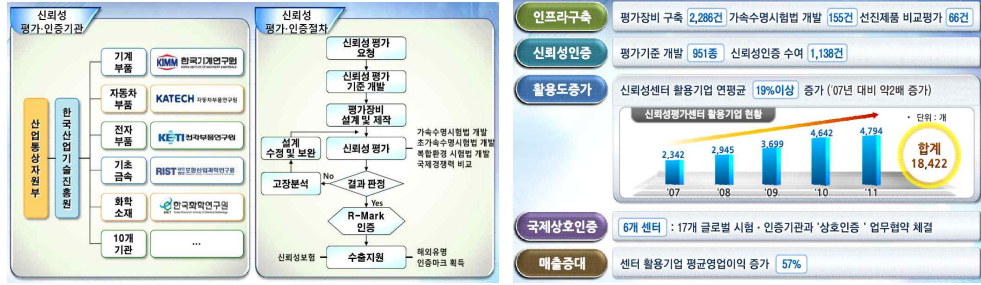 신뢰성
평가·인증기관
산업통상자원부
한국산업기술진흥원
기계
부품
KIMM 한국기계연구원
자동차
부품
KATECH 자동차부품연구원
전자
부품
KETI 전자부품연구원
기초
금속
RIST 포항산업과학연구원
화학
소재
한국화학연구원
10개
기관
...
신뢰성
평가·인증절차
신뢰성 평가
요청
신뢰성 평가
기준 개발
평가장비
설계 및 제작
설계
수정 및 보완
신뢰성 평가
가속수명시험법 개발
초가속수명시험법 개발
복합환경 시험법 개발
국제경쟁력 비교
고장분석
No
결과 판정
Yes
R-Mark
인증
신뢰성보험
수출지원
해외유명
인증마크 획득
인프라구축
평가장비 구축 2,286건 가속수명시험법 개발 155건 선진제품 비교평가 66건
신뢰성인증
평가기준 개발 951종 신뢰성인증 수여 1,138건
활용도증가
신뢰성센터 활용기업 연평균 19%이상 증가 ('07년 대비 약2배 증가)
신뢰성평가센터 활용기업 현황
• 단위 : 개
2,342
2,945
3,699
4,642
4,794
'07
'08
'09
'10
'11
합계
18,422
국제상호인증
6개 센터 : 17개 글로벌 시험·인증기관과 '상호인증' 업무협약 체결
매출증대
센터 활용기업 평균영업이익 증가 57%